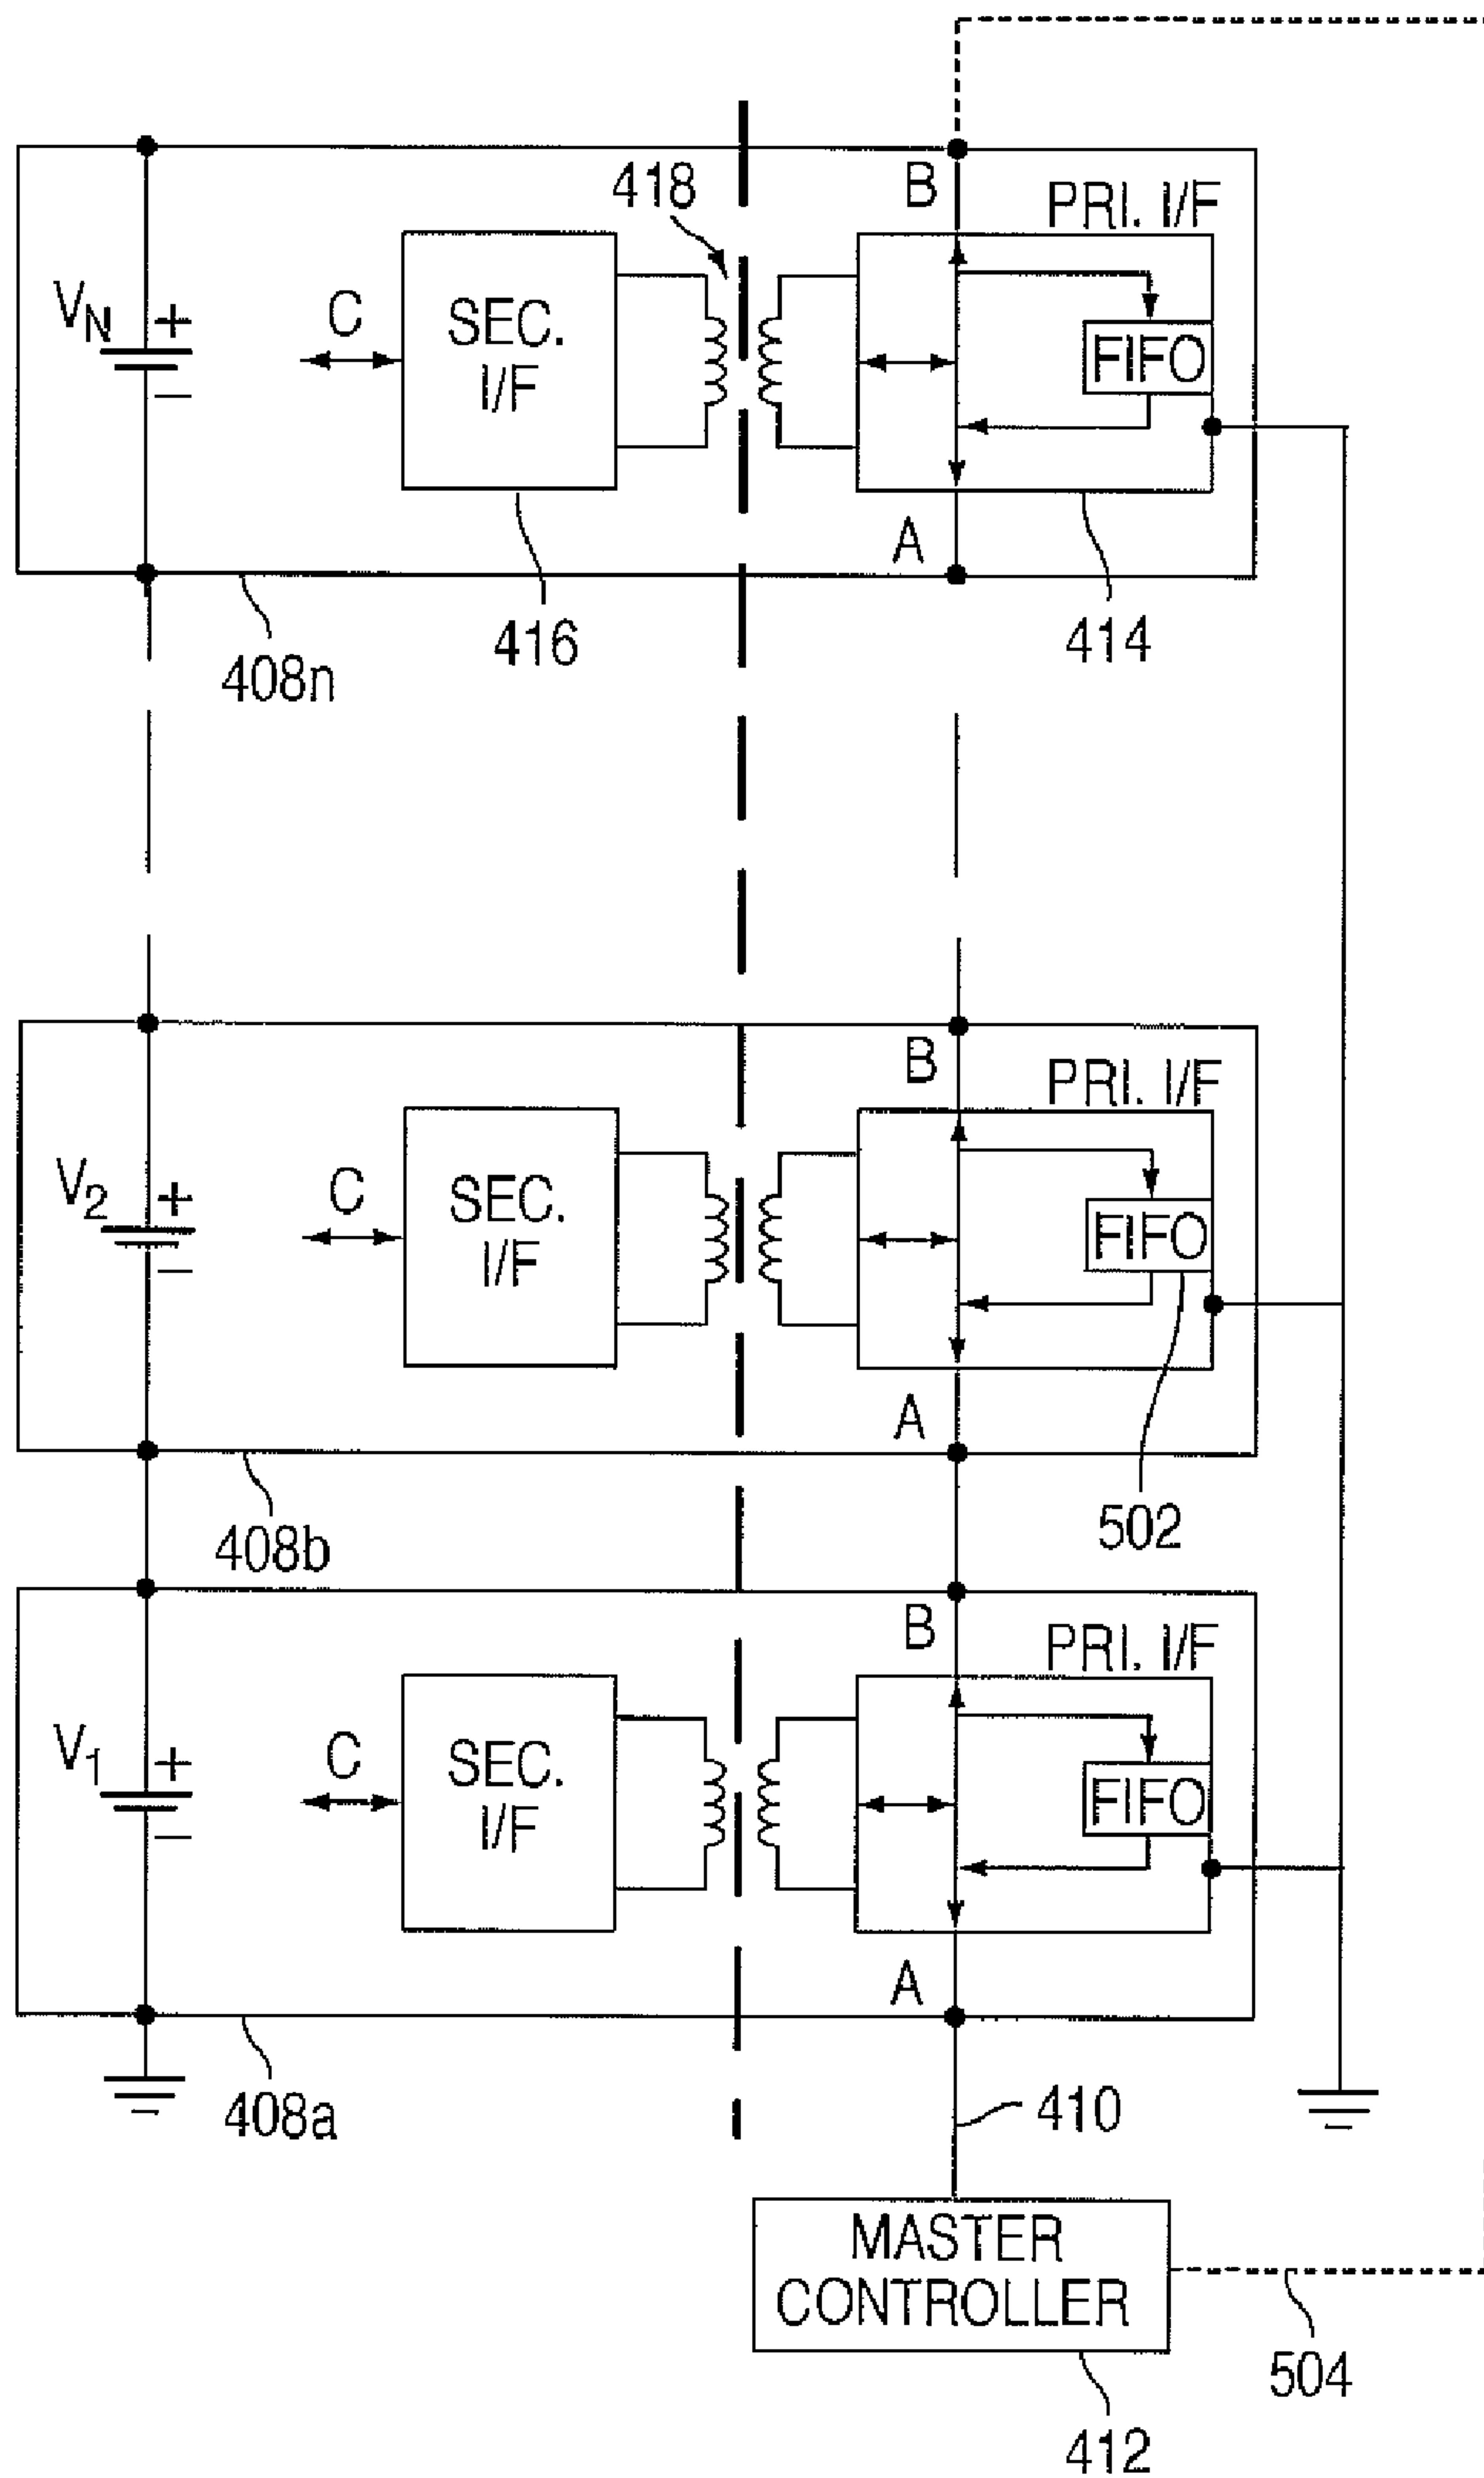 418
B
PRI. I/F
VN
+
–
C
SEC.
I/F
FIFO
A
408n
416
414
B
PRI. I/F
V2
+
–
C
SEC.
I/F
FIFO
A
408b
502
B
PRI. I/F
V1
+
–
C
SEC.
I/F
FIFO
A
408a
410
MASTER
CONTROLLER
504
412